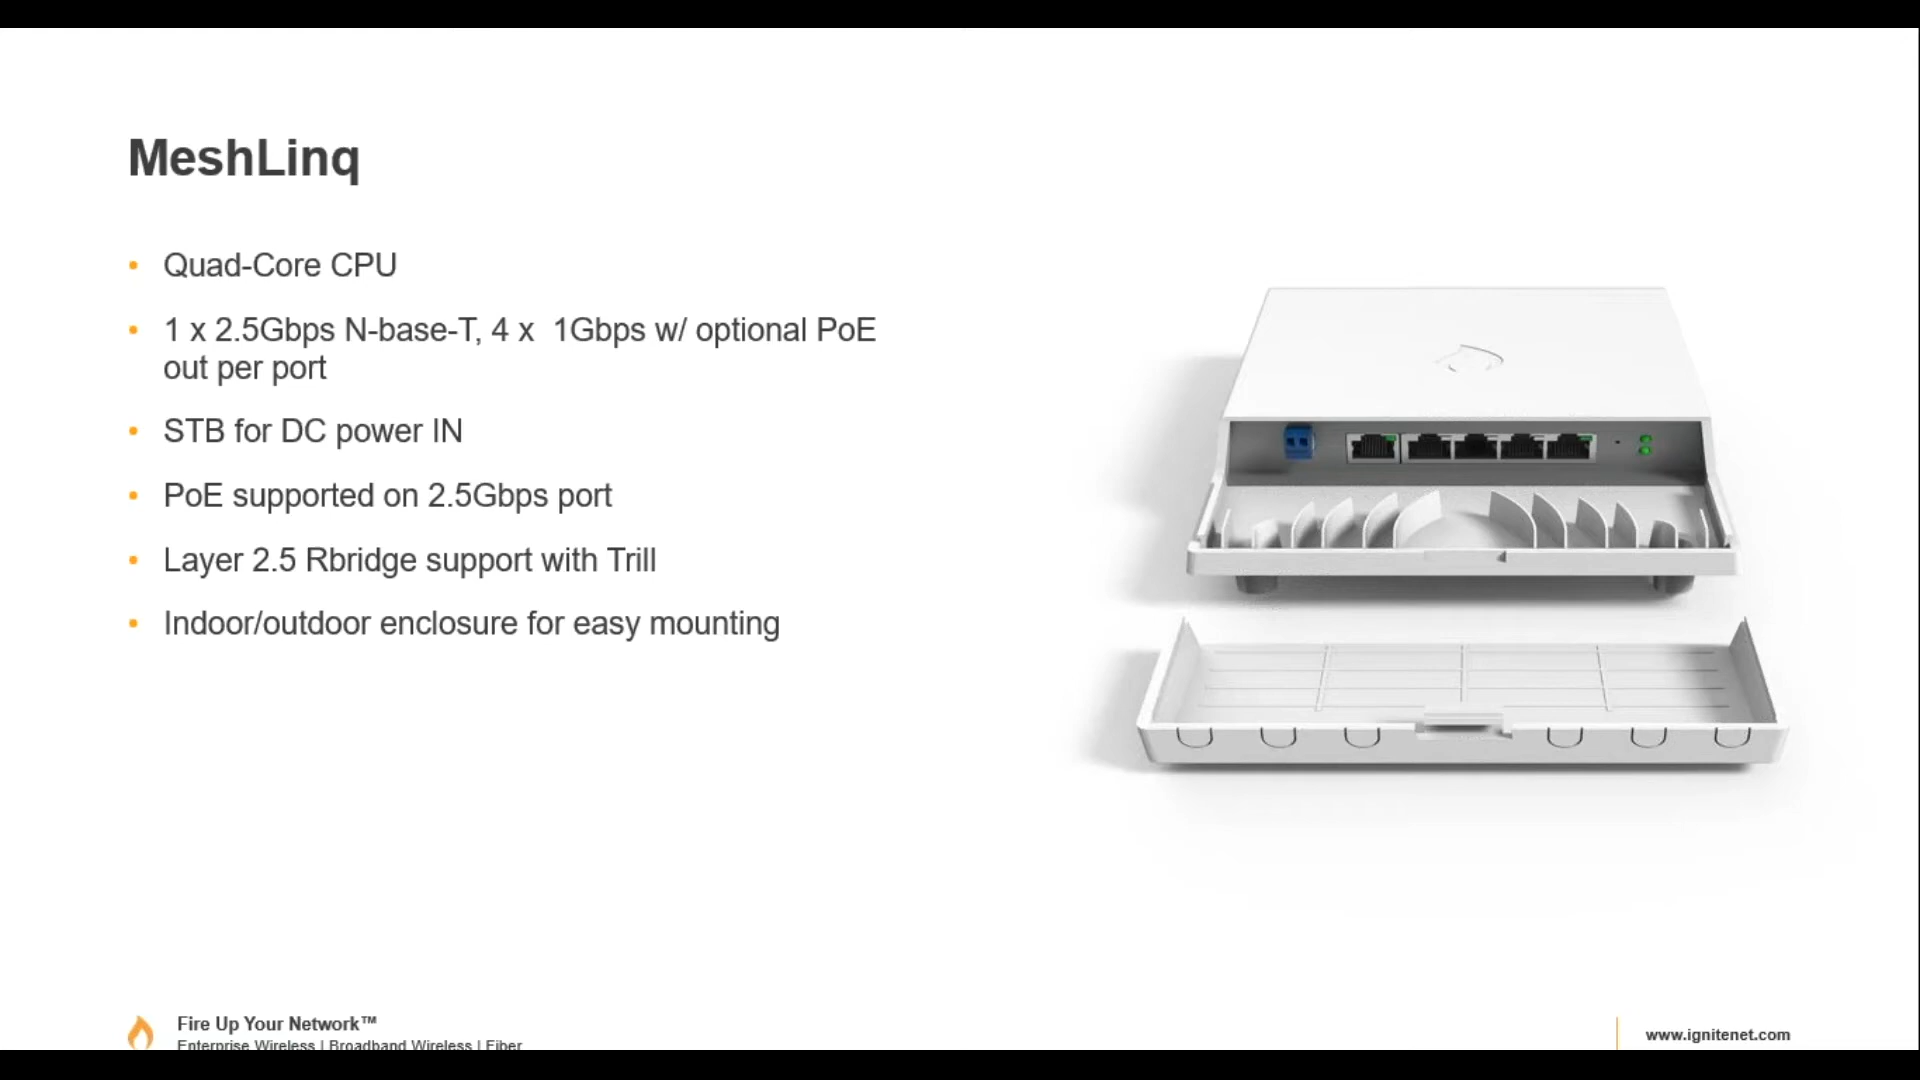 MeshLinq
• Quad-Core CPU
• 1 x 2.5Gbps N-base-T, 4 x 1Gbps w/ optional PoE
out per port
• STB for DC power IN
• PoE supported on 2.5Gbps port
• Layer 2.5 Rbridge support with Trill
• Indoor/outdoor enclosure for easy mounting
Fire Up Your Network™
Enterprise Wireless | Broadband Wireless | Fiber
www.ignitenet.com